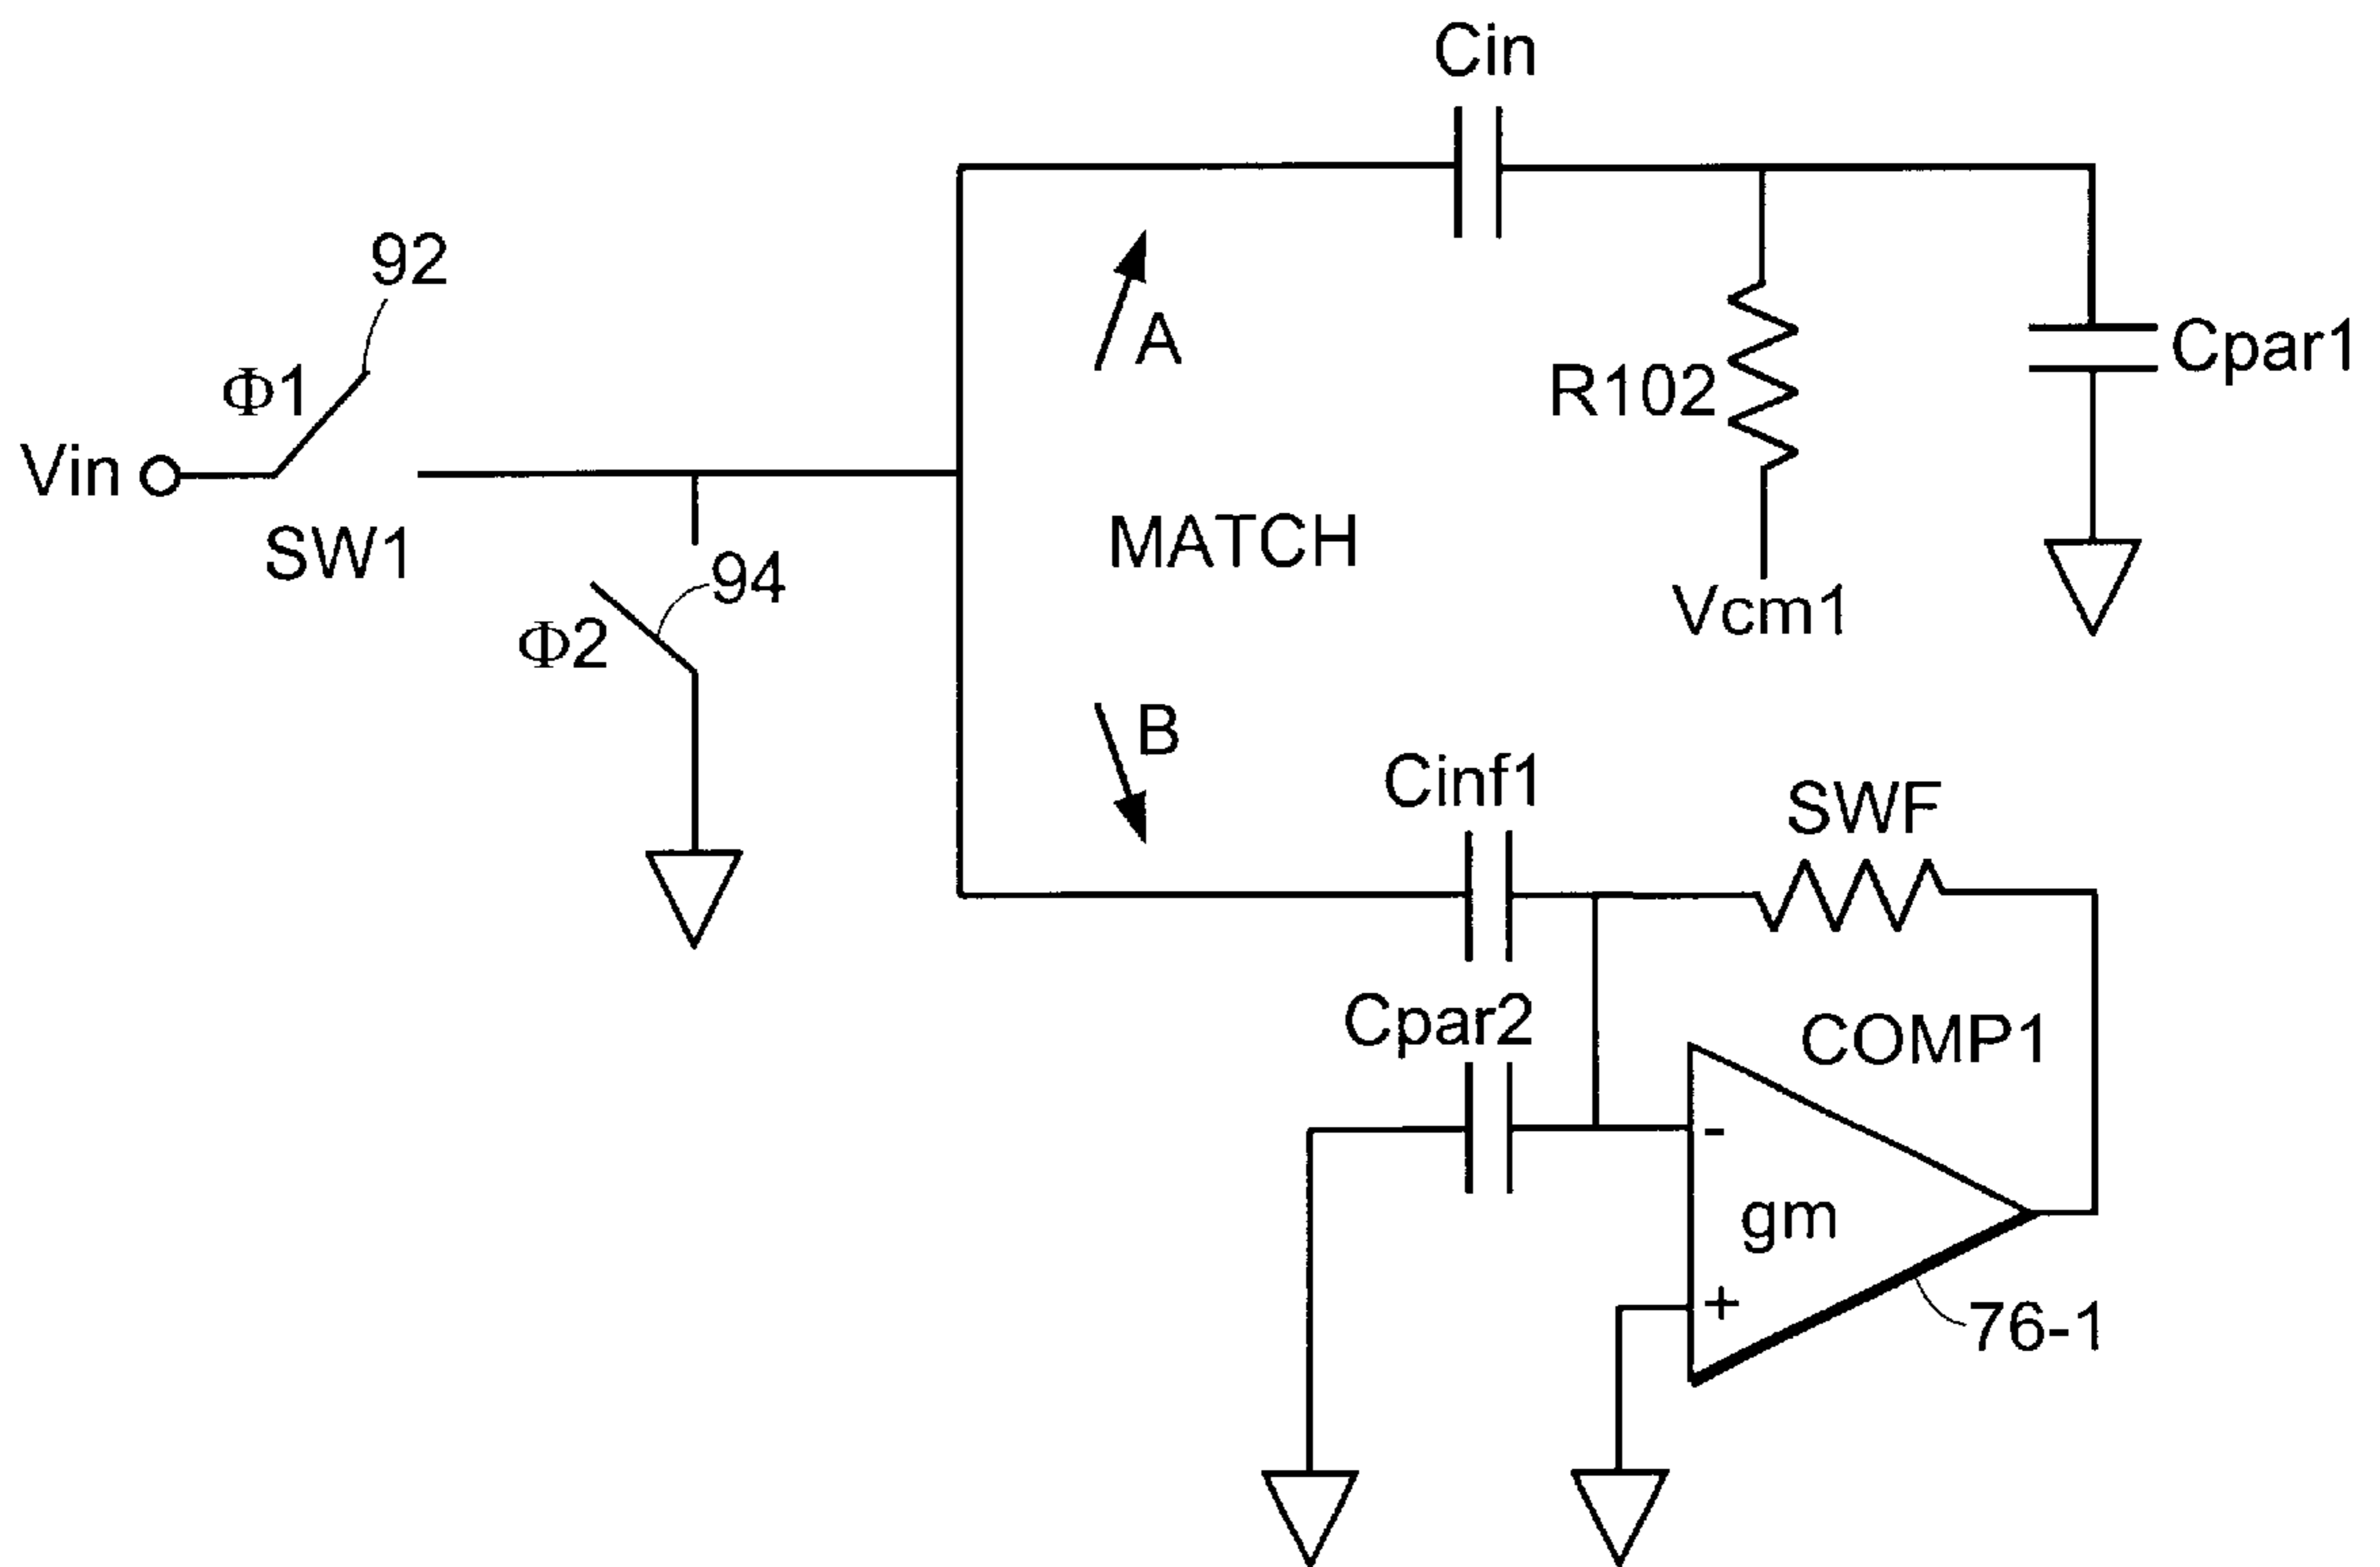 Cin
92
Φ1
A
Cpar1
R102
Vin
SW1
MATCH
94
Vcm1
Φ2
B
Cinf1
SWF
Cpar2
COMP1
-
gm
+
76-1